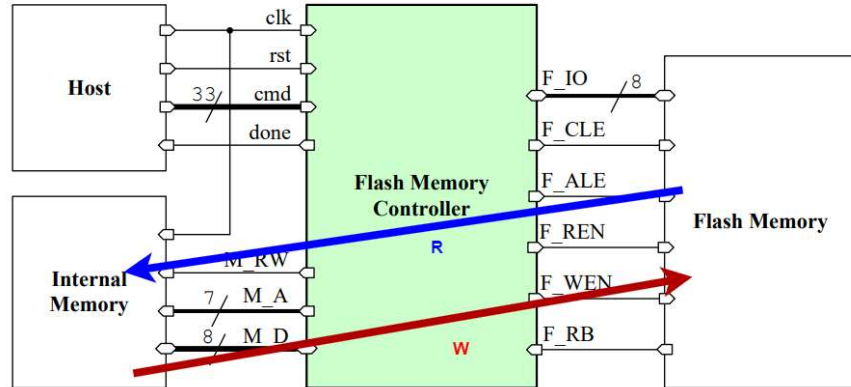 Host
clk
rst
33
cmd
done
Flash Memory
Controller
R
W
Internal
Memory
M_RW
7
M_A
8
M_D
F_IO
8
F_CLE
F_ALE
F_REN
F_WEN
F_RB
Flash Memory